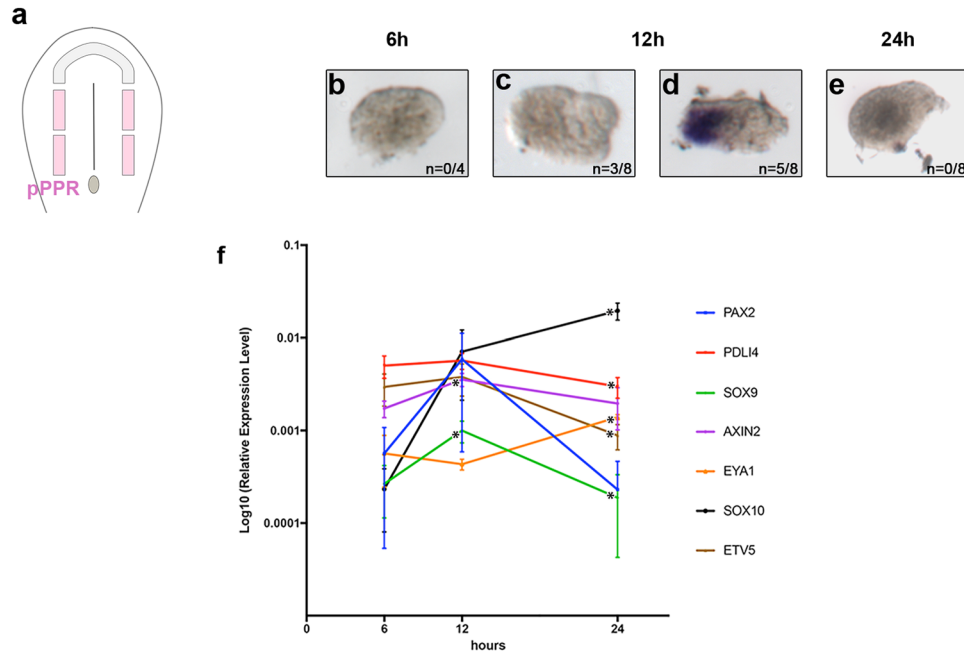 a
pPPR
6h
12h
24h
b
n=0/4
c
n=3/8
d
n=5/8
e
n=0/8
f
Log10 (Relative Expression Level)
0.1
0.01
0.001
0.0001
*
*
*
*
*
*
*
0
6
12
24
hours
PAX2
PDLI4
SOX9
AXIN2
EYA1
SOX10
ETV5